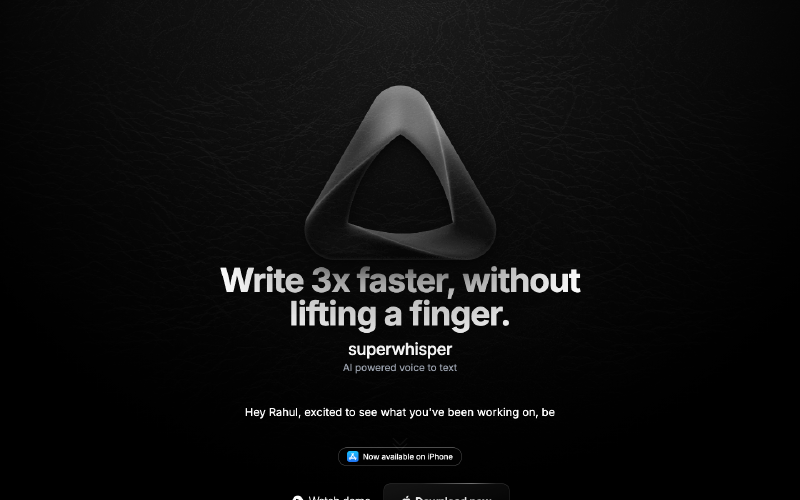 Write 3x faster, without
lifting a finger.
superwhisper
AI powered voice to text
Hey Rahul, excited to see what you've been working on, be
Now available on iPhone
Watch demo
Download now